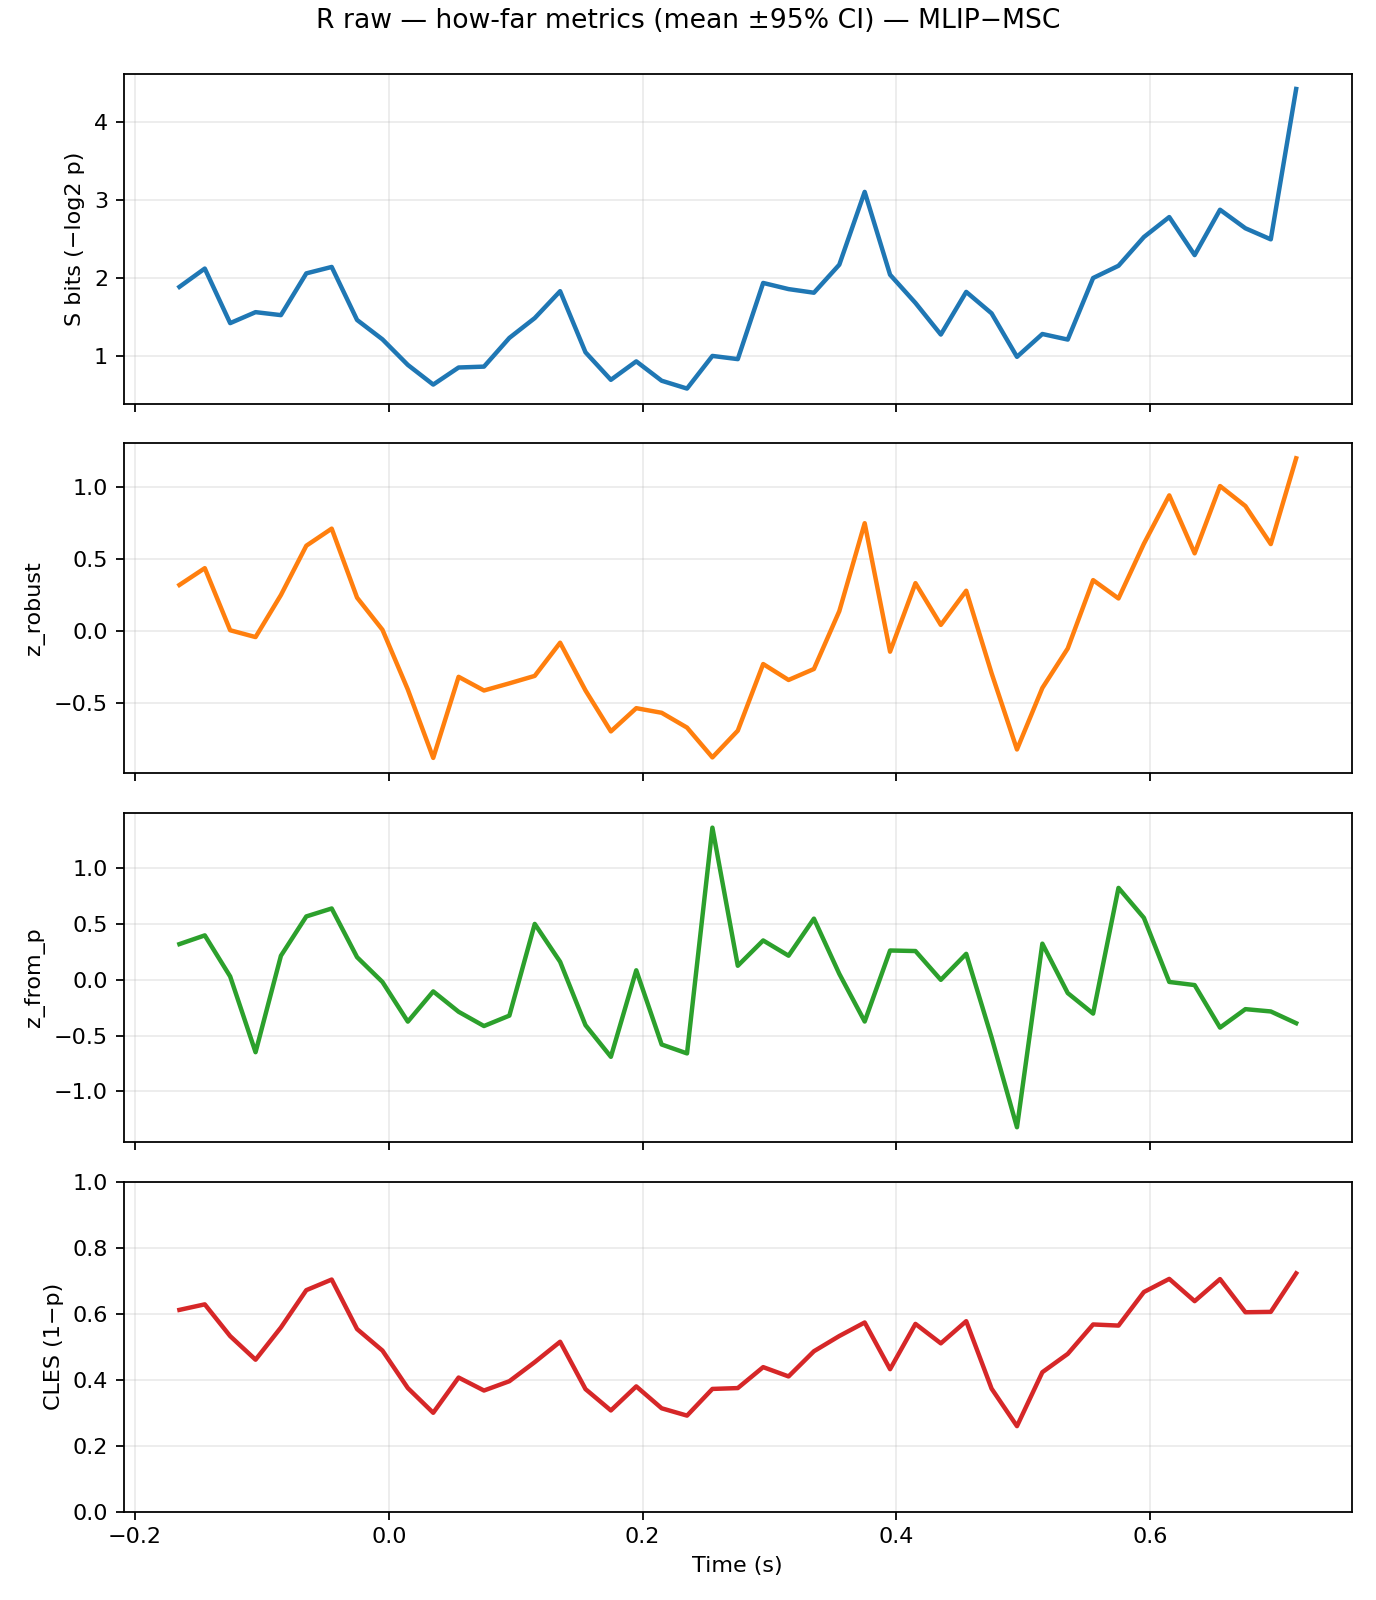 R raw — how-far metrics (mean ±95% CI) — MLIP−MSC
S bits (−log2 p)
4
3
2
1
z_robust
1.0
0.5
0.0
−0.5
z_from_p
1.0
0.5
0.0
−0.5
−1.0
CLES (1−p)
1.0
0.8
0.6
0.4
0.2
0.0
−0.2 0.0 0.2 0.4 0.6
Time (s)